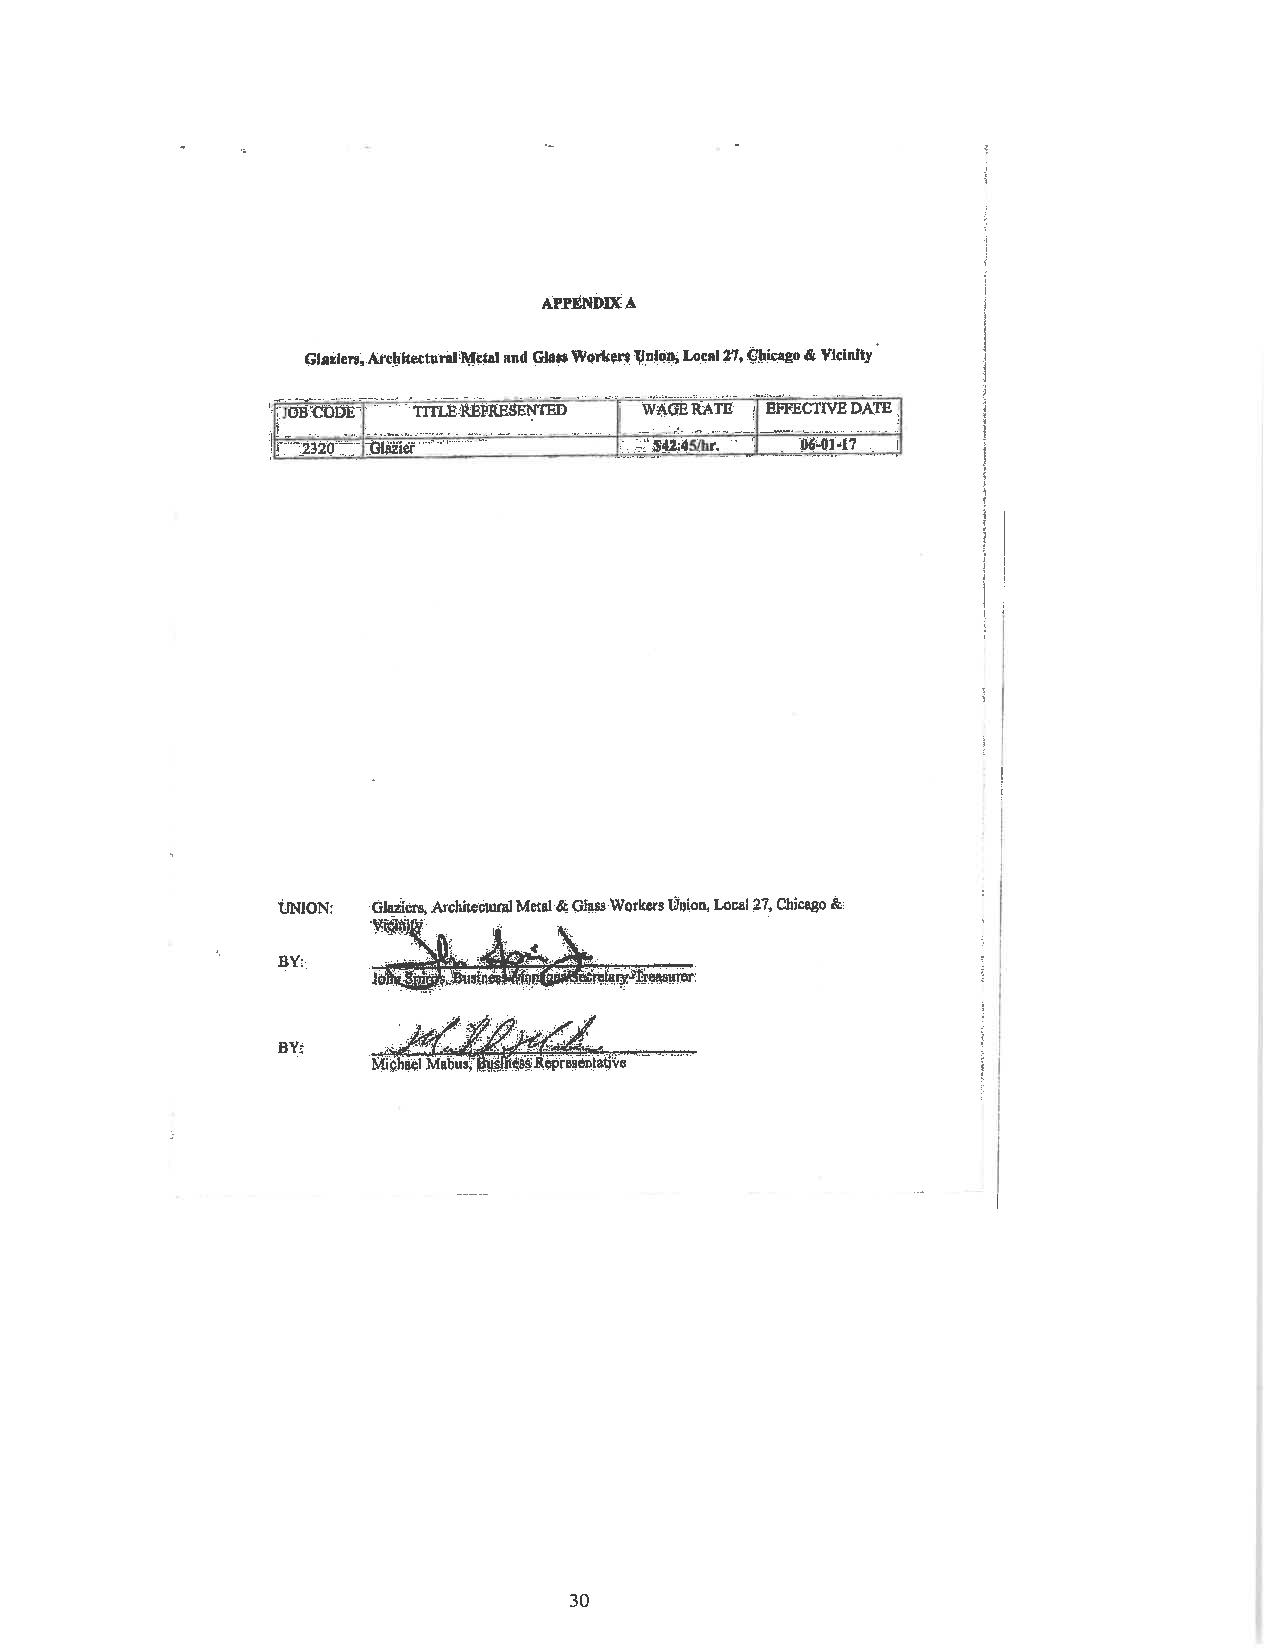 APPENDIX A
Glaziers, Architectural Metal and Glass Workers Union, Local 27, Chicago & Vicinity
JOB CODE TITLE REPRESENTED WAGE RATE EFFECTIVE DATE
2320 Glazier $42.45/hr. 06-01-17
UNION: Glaziers, Architectural Metal & Glass Workers Union, Local 27, Chicago &
Vicinity
BY:
John Spiros, Business Manager/Secretary-Treasurer
BY:
Michael Mabus, Business Representative
30